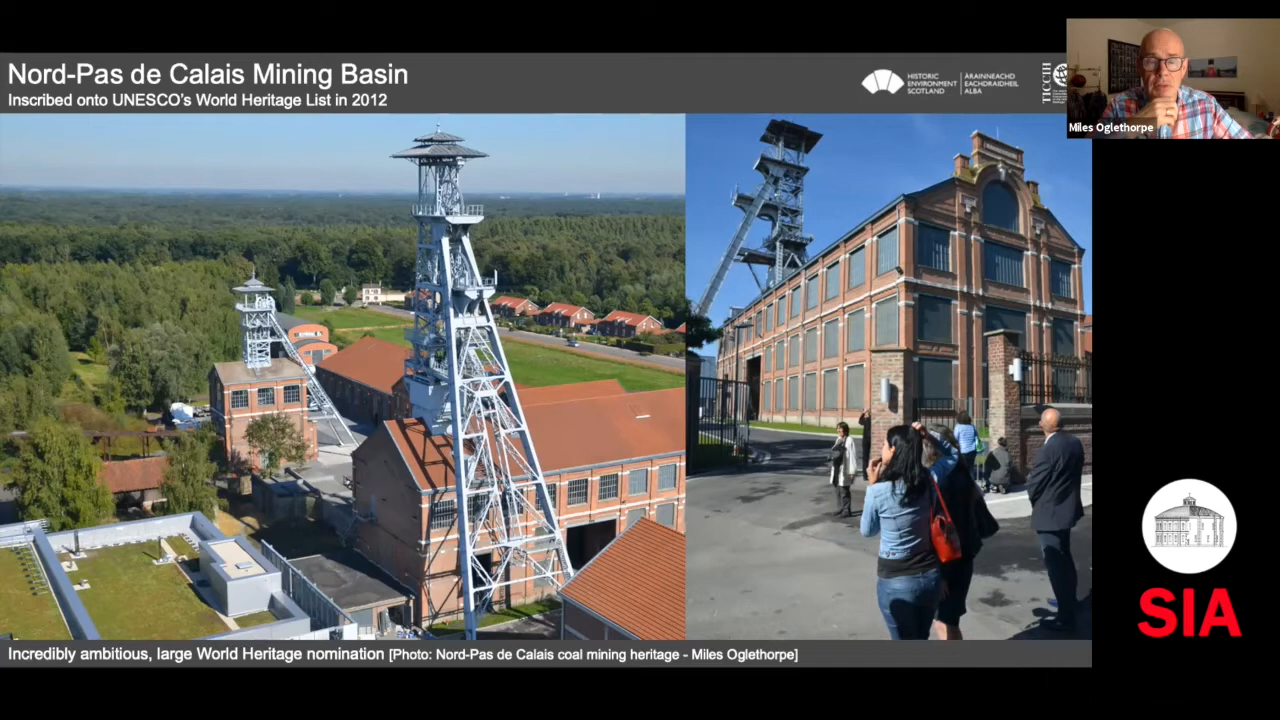 Nord-Pas de Calais Mining Basin
Inscribed onto UNESCO's World Heritage List in 2012
HISTORIC
ENVIRONMENT
SCOTLAND
ÀRAINNEACHD
EACHDRAIDHEIL
ALBA
TICCIH
Miles Oglethorpe
SIA
Incredibly ambitious, large World Heritage nomination [Photo: Nord-Pas de Calais coal mining heritage - Miles Oglethorpe]